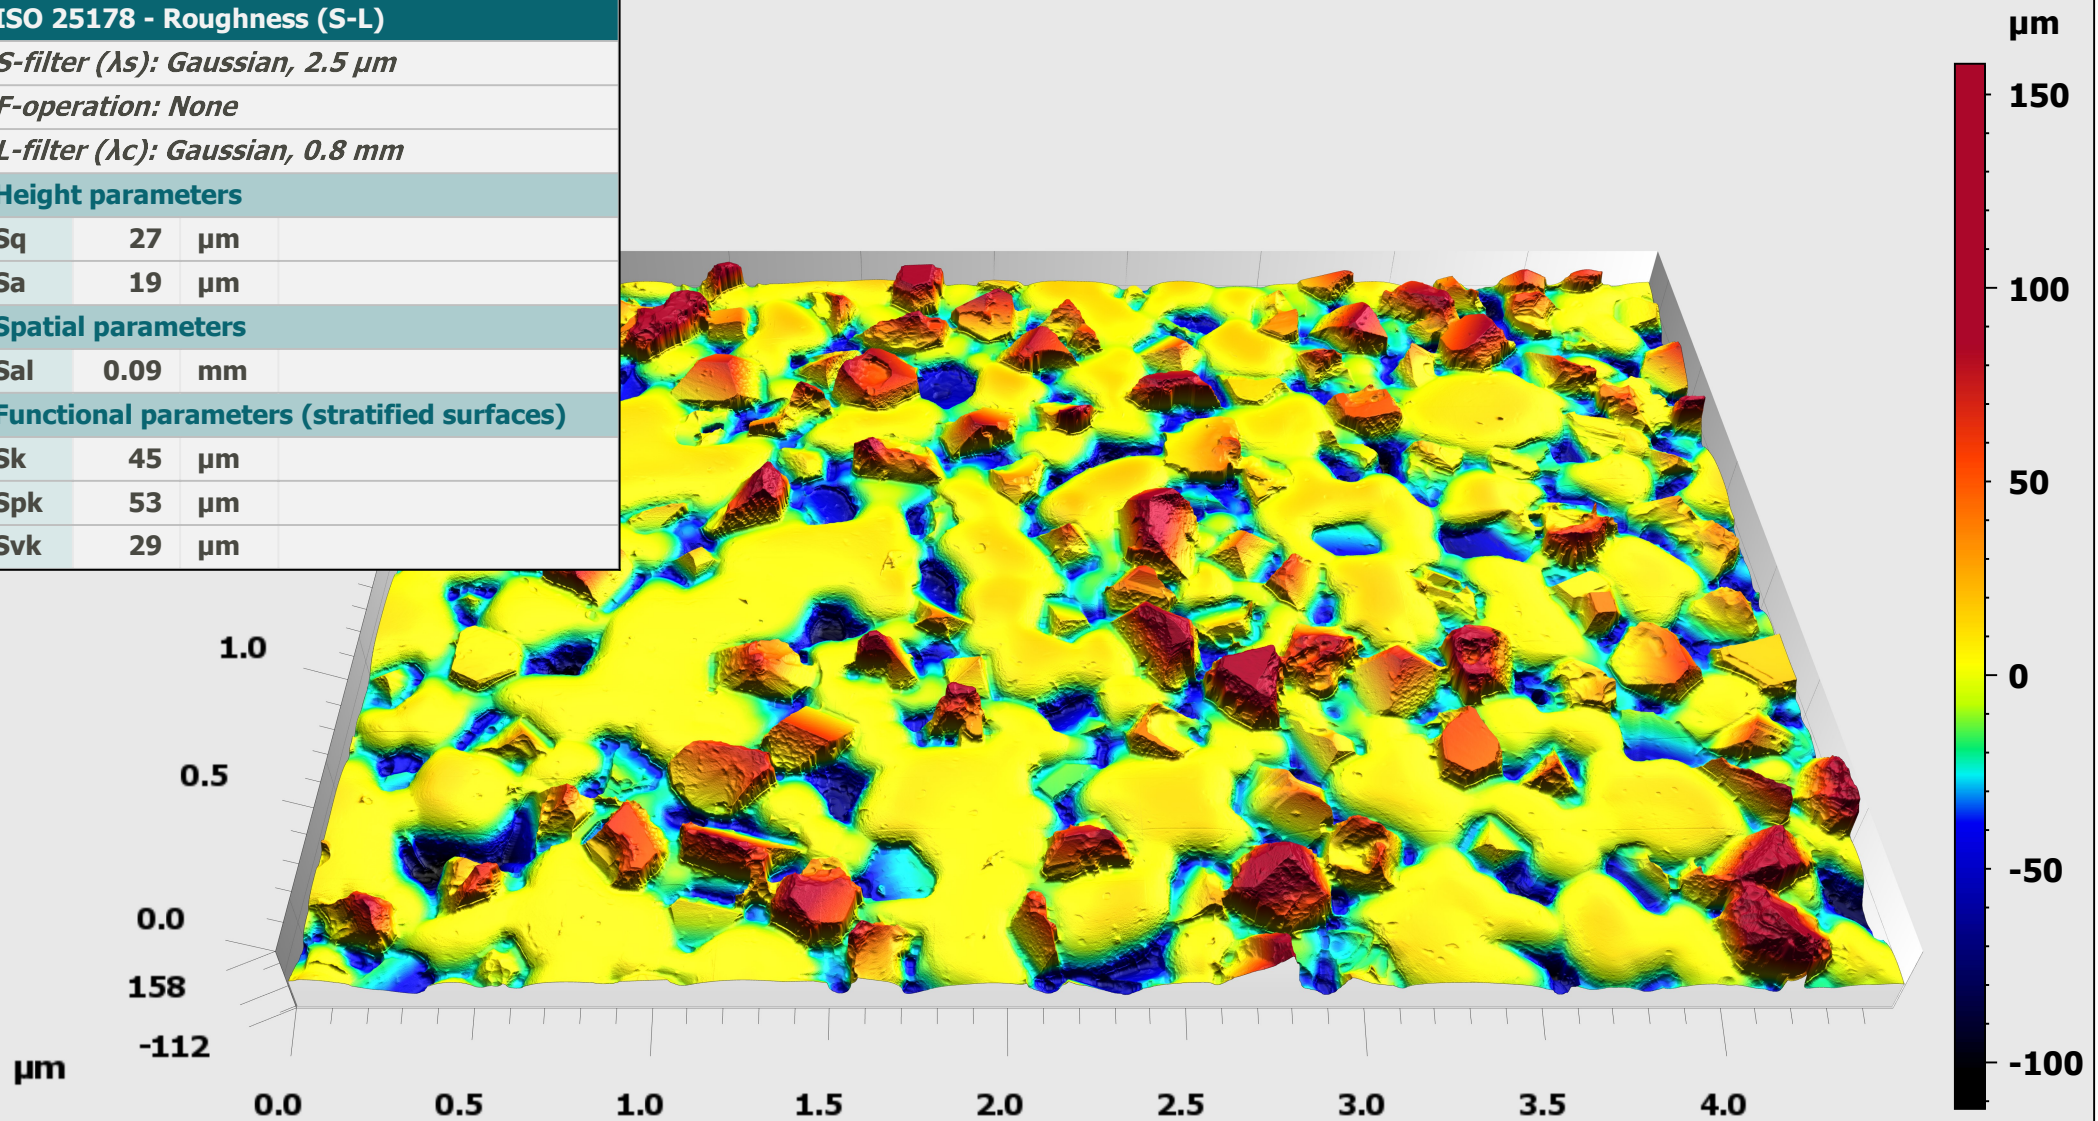 ISO 25178 - Roughness (S-L)
S-filter (λs): Gaussian, 2.5 µm
F-operation: None
L-filter (λc): Gaussian, 0.8 mm
Height parameters
Sq 27 µm
Sa 19 µm
Spatial parameters
Sal 0.09 mm
Functional parameters (stratified surfaces)
Sk 45 µm
Spk 53 µm
Svk 29 µm
µm
150
100
50
0
-50
-100
1.0
0.5
0.0
158
-112
µm
0.0 0.5 1.0 1.5 2.0 2.5 3.0 3.5 4.0